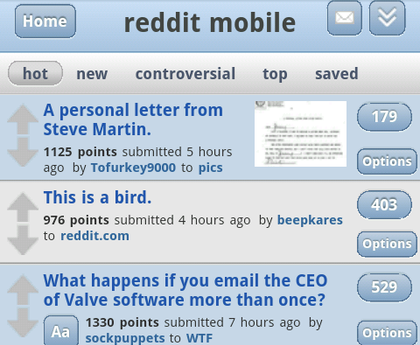 Home
reddit mobile
hot new controversial top saved
A personal letter from
Steve Martin.
179
1125 points submitted 5 hours
ago by Tofurkey9000 to pics
Options
This is a bird.
403
976 points submitted 4 hours ago by beepkares
to reddit.com
Options
What happens if you email the CEO
of Valve software more than once?
529
Aa
1330 points submitted 7 hours ago by
sockpuppets to WTF
Options